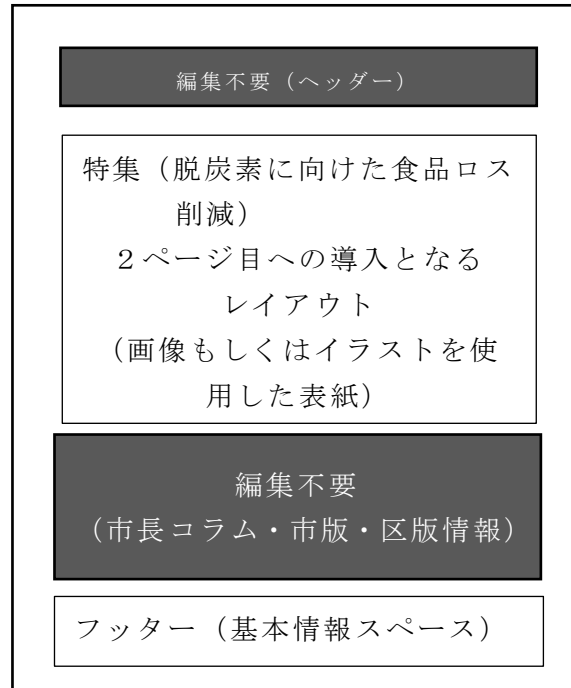 編集不要（ヘッダー）
特集（脱炭素に向けた食品ロス
削減）
２ページ目への導入となる
レイアウト
（画像もしくはイラストを使
用した表紙）
編集不要
（市長コラム・市版・区版情報）
フッター（基本情報スペース）